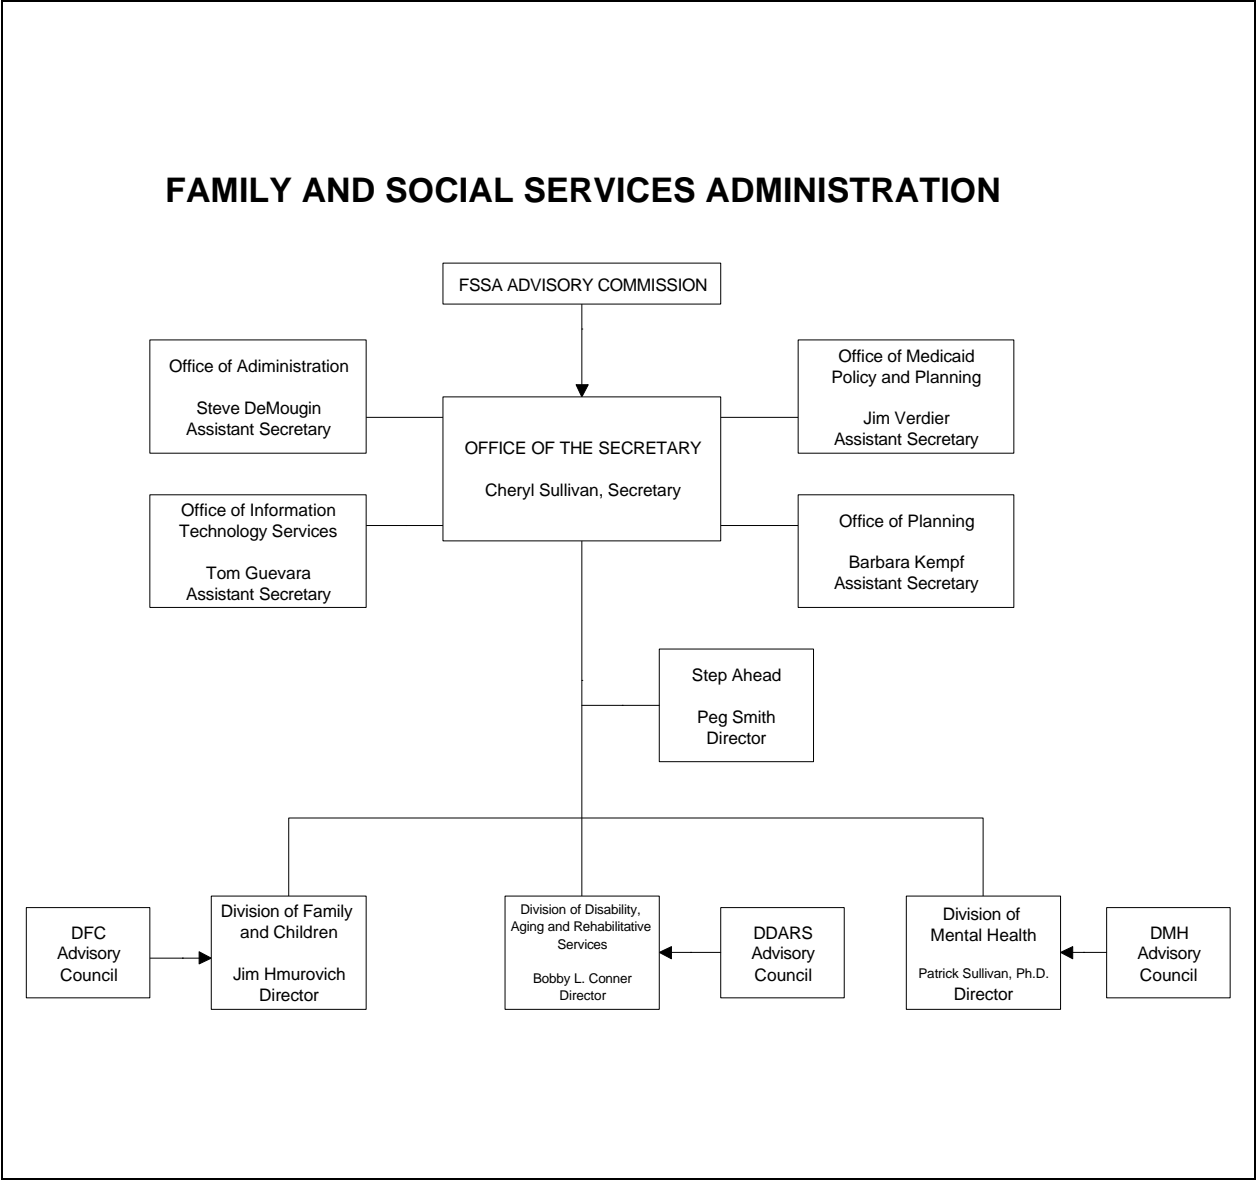 FAMILY AND SOCIAL SERVICES ADMINISTRATION
FSSA ADVISORY COMMISSION
Office of Adiministration
Steve DeMougin
Assistant Secretary
Office of Medicaid
Policy and Planning
Jim Verdier
Assistant Secretary
OFFICE OF THE SECRETARY
Cheryl Sullivan, Secretary
Office of Information
Technology Services
Tom Guevara
Assistant Secretary
Office of Planning
Barbara Kempf
Assistant Secretary
Step Ahead
Peg Smith
Director
DFC
Advisory
Council
Division of Family
and Children
Jim Hmurovich
Director
Division of Disability,
Aging and Rehabilitative
Services
Bobby L. Conner
Director
DDARS
Advisory
Council
Division of
Mental Health
Patrick Sullivan, Ph.D.
Director
DMH
Advisory
Council